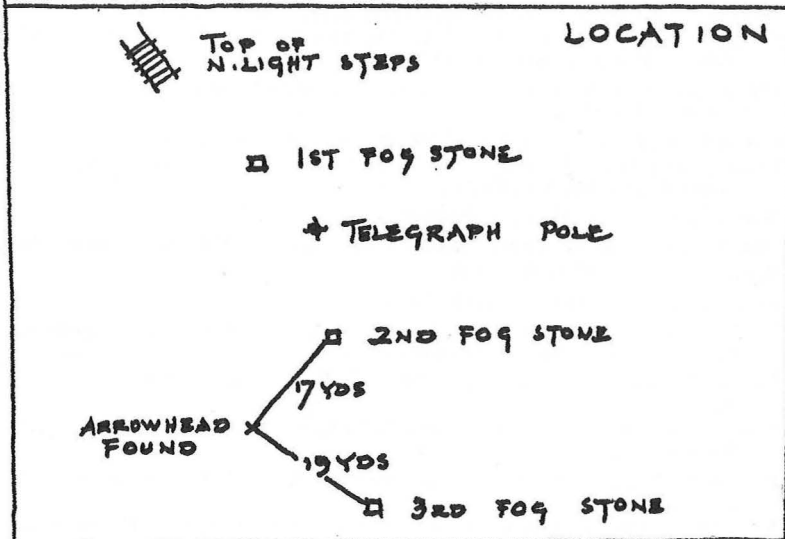 LOCATION
TOP OF
N. LIGHT STEPS
1ST FOG STONE
TELEGRAPH POLE
2ND FOG STONE
17 YDS
ARROWHEAD
FOUND
19 YDS
3RD FOG STONE